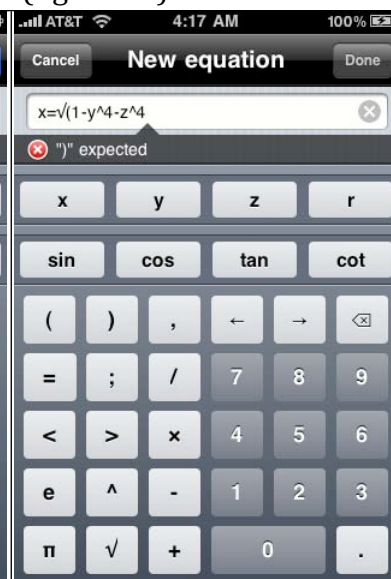 AT&T 4:17 AM 100%
Cancel New equation Done
x=√(1-y^4-z^4
")" expected
x y z r
sin cos tan cot
( ) , ← →
= ; / 7 8 9
< > × 4 5 6
e ^ - 1 2 3
π √ + 0 .